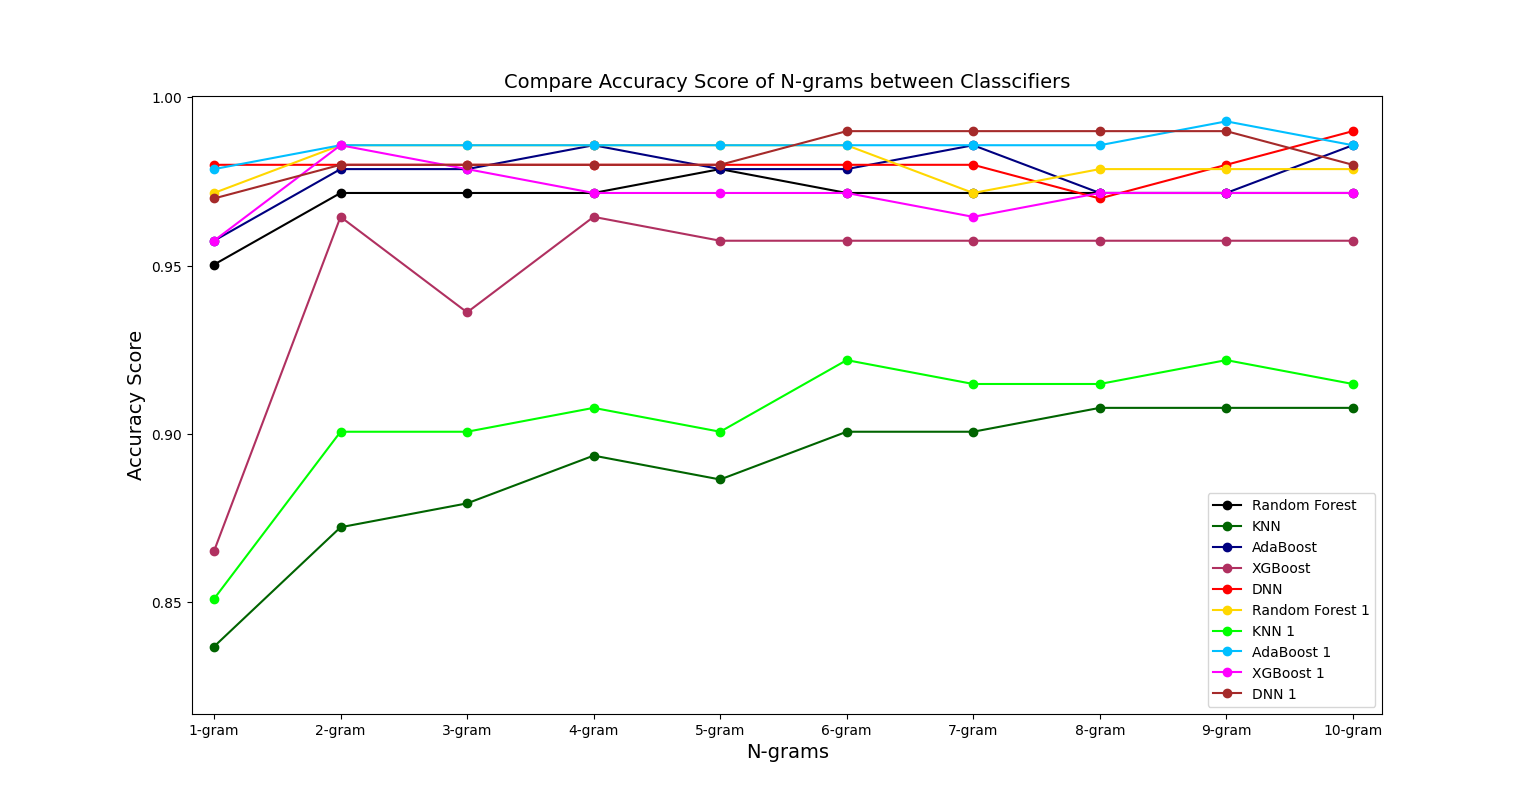 Compare Accuracy Score of N-grams between Classcifiers
1.00
0.95
0.90
0.85
Accuracy Score
1-gram
2-gram
3-gram
4-gram
5-gram
6-gram
7-gram
8-gram
9-gram
10-gram
N-grams
Random Forest
KNN
AdaBoost
XGBoost
DNN
Random Forest 1
KNN 1
AdaBoost 1
XGBoost 1
DNN 1